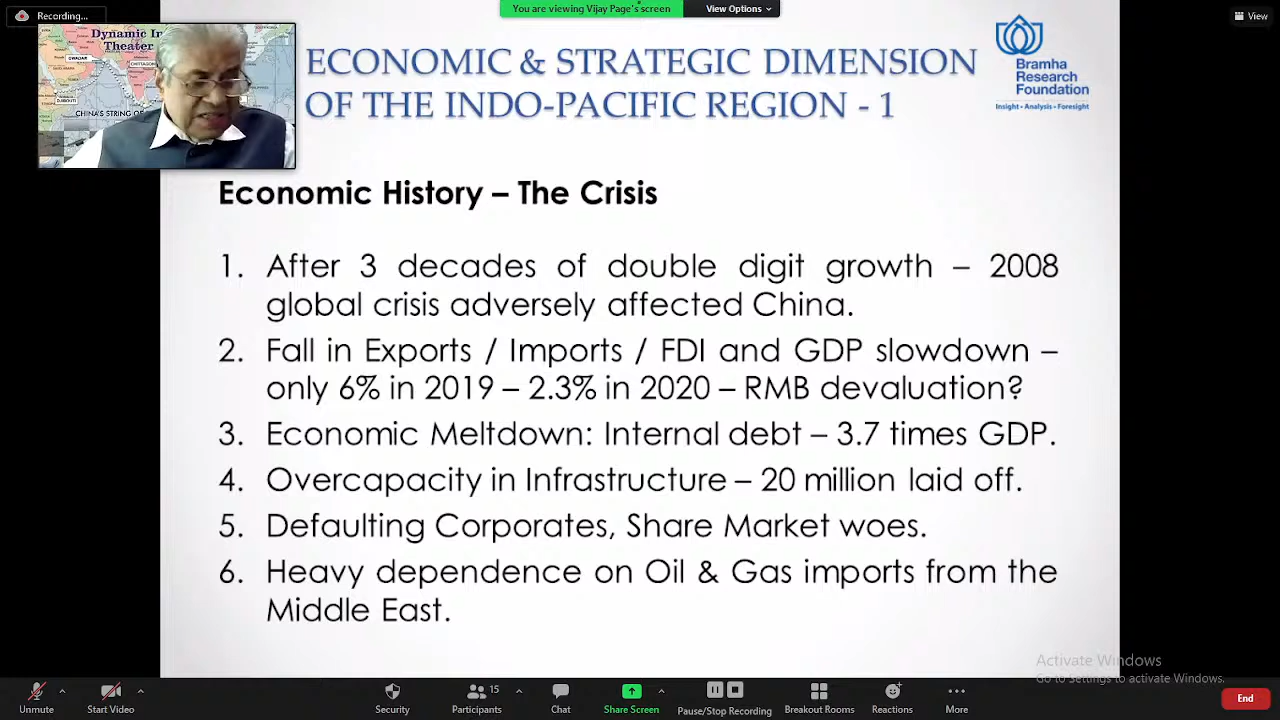 Recording...
You are viewing Vijay Page's screen
View Options
View
Dynamic In
Theater
GWADAR
CHITTAGONG
DJIBOUTI
CHINA'S STRING OF
ECONOMIC & STRATEGIC DIMENSION
OF THE INDO-PACIFIC REGION - 1
Bramha
Research
Foundation
Insight - Analysis - Foresight
Economic History – The Crisis
1. After 3 decades of double digit growth – 2008
global crisis adversely affected China.
2. Fall in Exports / Imports / FDI and GDP slowdown –
only 6% in 2019 – 2.3% in 2020 – RMB devaluation?
3. Economic Meltdown: Internal debt – 3.7 times GDP.
4. Overcapacity in Infrastructure – 20 million laid off.
5. Defaulting Corporates, Share Market woes.
6. Heavy dependence on Oil & Gas imports from the
Middle East.
Activate Windows
Go to Settings to activate Windows.
Unmute
Start Video
Security
Participants
15
Chat
Share Screen
Pause/Stop Recording
Breakout Rooms
Reactions
More
End